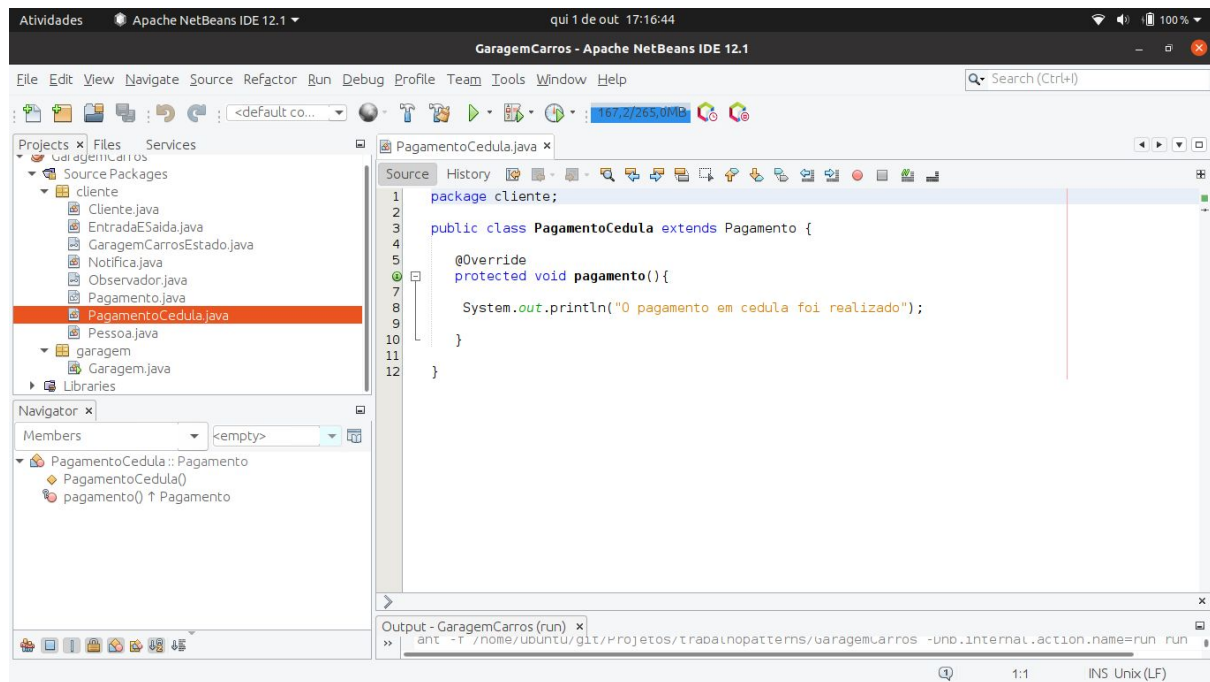 Atividades Apache NetBeans IDE 12.1 qui 1 de out 17:16:44 100 %
GaragemCarros - Apache NetBeans IDE 12.1
File Edit View Navigate Source Refactor Run Debug Profile Team Tools Window Help Search (Ctrl+I)
<default co... 167,2/265,0MB
Projects Files Services
GaragemCarros
Source Packages
cliente
Cliente.java
EntradaESaida.java
GaragemCarrosEstado.java
Notifica.java
Observador.java
Pagamento.java
PagamentoCedula.java
Pessoa.java
garagem
Garagem.java
Libraries
Navigator
Members <empty>
PagamentoCedula :: Pagamento
PagamentoCedula()
pagamento() ↑ Pagamento
PagamentoCedula.java
Source History
1 package cliente;
2
3 public class PagamentoCedula extends Pagamento {
4
5 @Override
protected void pagamento(){
7
8 System.out.println("O pagamento em cedula foi realizado");
9
10 }
11
12 }
Output - GaragemCarros (run)
ant -f /home/ubuntu/git/Projetos/trabalhopatterns/GaragemCarros -Dnb.internal.action.name=run run
1 1:1 INS Unix (LF)